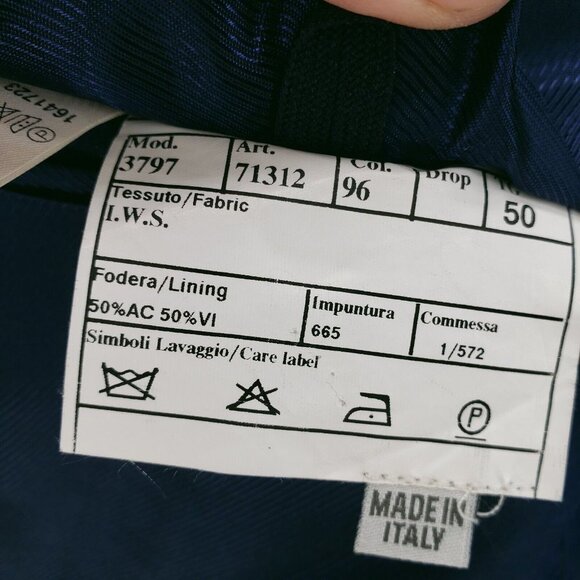 1641723
Mod. Art. Col. Drop
3797 71312 96 50
Tessuto/Fabric
I.W.S.
Fodera/Lining Impuntura Commessa
50%AC 50%VI 665 1/572
Simboli Lavaggio/Care label
P
MADE IN
ITALY